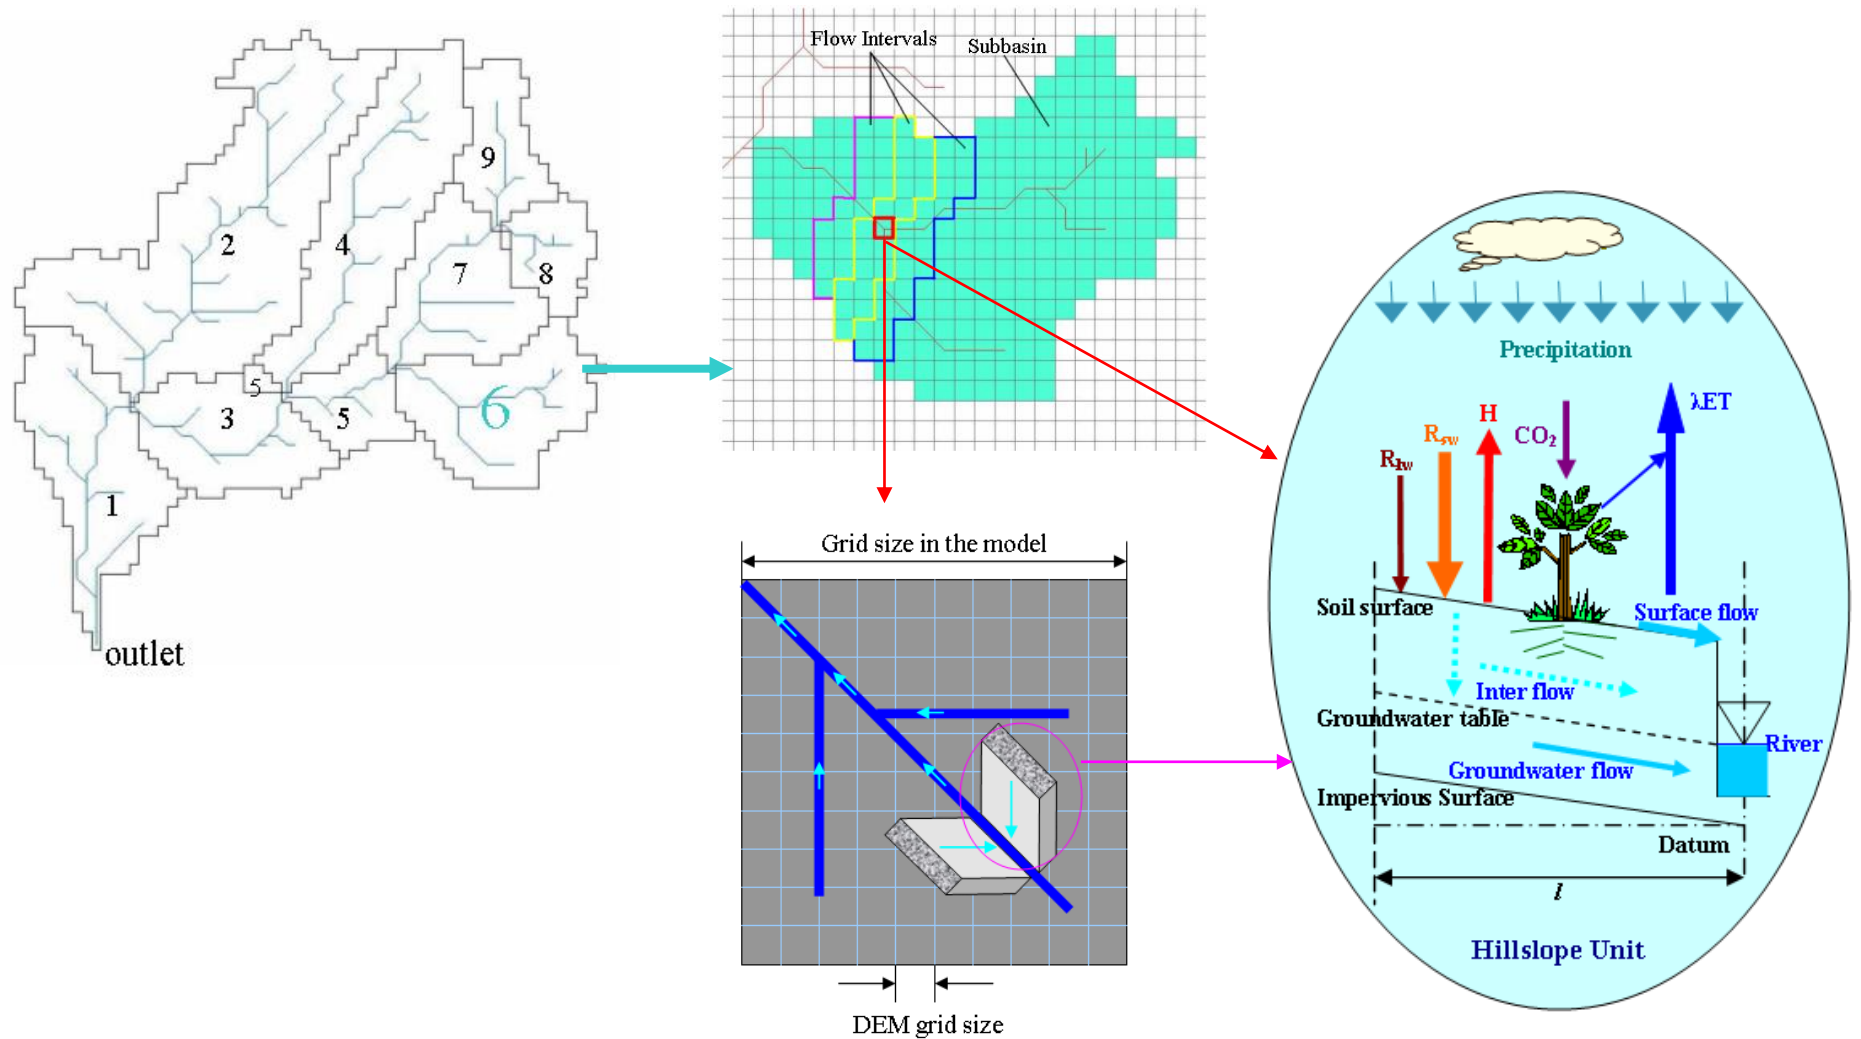 9
2
4
7
8
5
3
5
6
1
outlet
Flow Intervals
Subbasin
Grid size in the model
DEM grid size
Precipitation
λET
H
CO₂
Rsw
Rlw
Soil surface
Surface flow
Inter flow
Groundwater table
River
Groundwater flow
Impervious Surface
Datum
l
Hillslope Unit